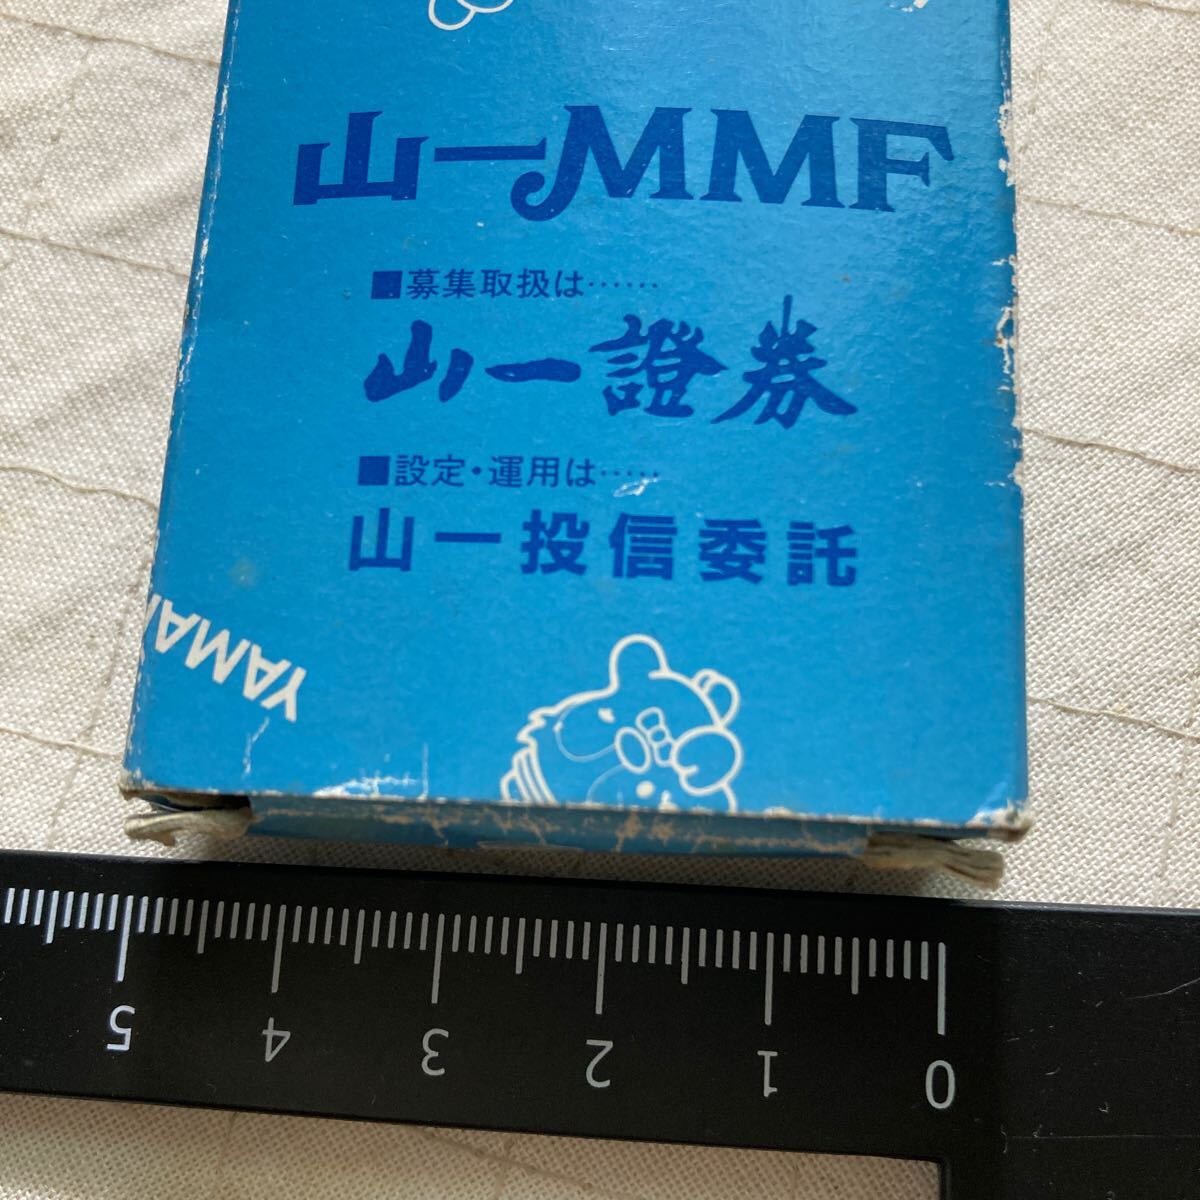 山一MMF
■募集取扱は……
山一證券
■設定・運用は……
山一投信委託
YAMA
5 4 3 2 1 0